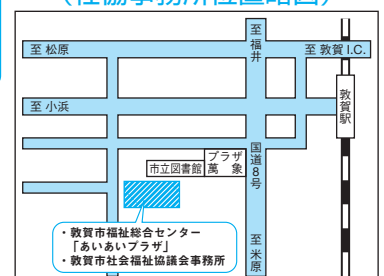 （社協事務所位置略図）
至 福井
至 松原
至 敦賀 I.C.
至 小浜
敦賀駅
国道8号
プラザ
萬 象
市立図書館
・敦賀市福祉総合センター
「あいあいプラザ」
・敦賀市社会福祉協議会事務所
至 米原